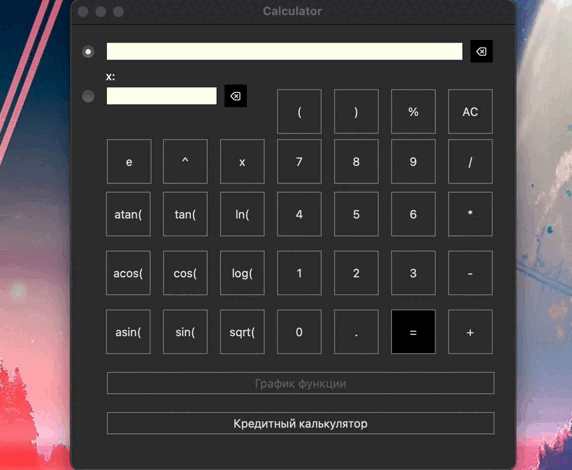 Calculator
x:
( ) % AC
e ^ x 7 8 9 /
atan( tan( ln( 4 5 6 *
acos( cos( log( 1 2 3 -
asin( sin( sqrt( 0 . = +
График функции
Кредитный калькулятор